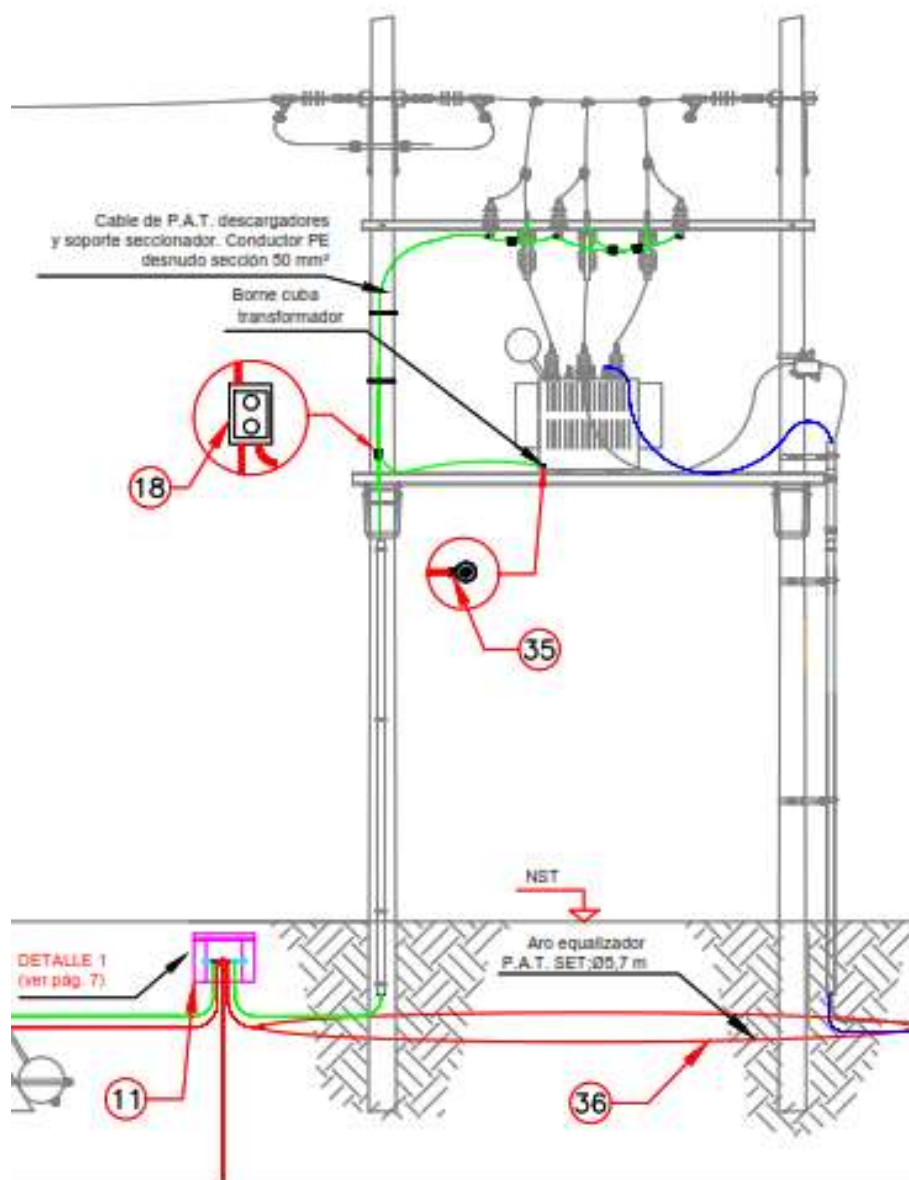 Cable de P.A.T. descargadores
y soporte seccionador. Conductor PE
desnudo sección 50 mm²
Borne cuba
transformador
18
35
NST
DETALLE 1
(ver pág. 7)
Aro equalizador
P.A.T. SET;Ø5,7 m
11
36